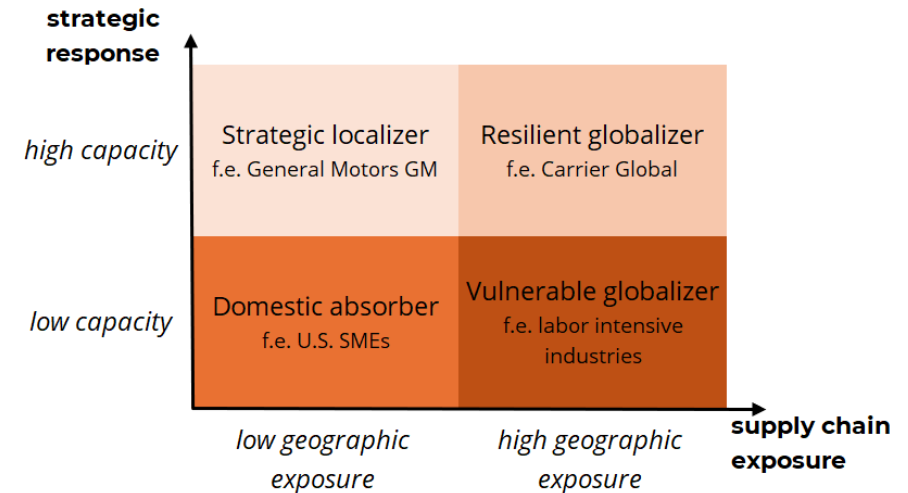 strategic
response
high capacity
Strategic localizer
f.e. General Motors GM
Resilient globalizer
f.e. Carrier Global
low capacity
Domestic absorber
f.e. U.S. SMEs
Vulnerable globalizer
f.e. labor intensive
industries
low geographic
exposure
high geographic
exposure
supply chain
exposure